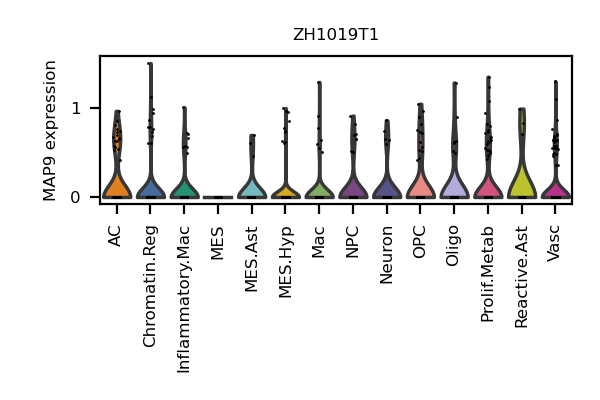 ZH1019T1
MAP9 expression
1
0
AC
Chromatin.Reg
Inflammatory.Mac
MES
MES.Ast
MES.Hyp
Mac
NPC
Neuron
OPC
Oligo
Prolif.Metab
Reactive.Ast
Vasc